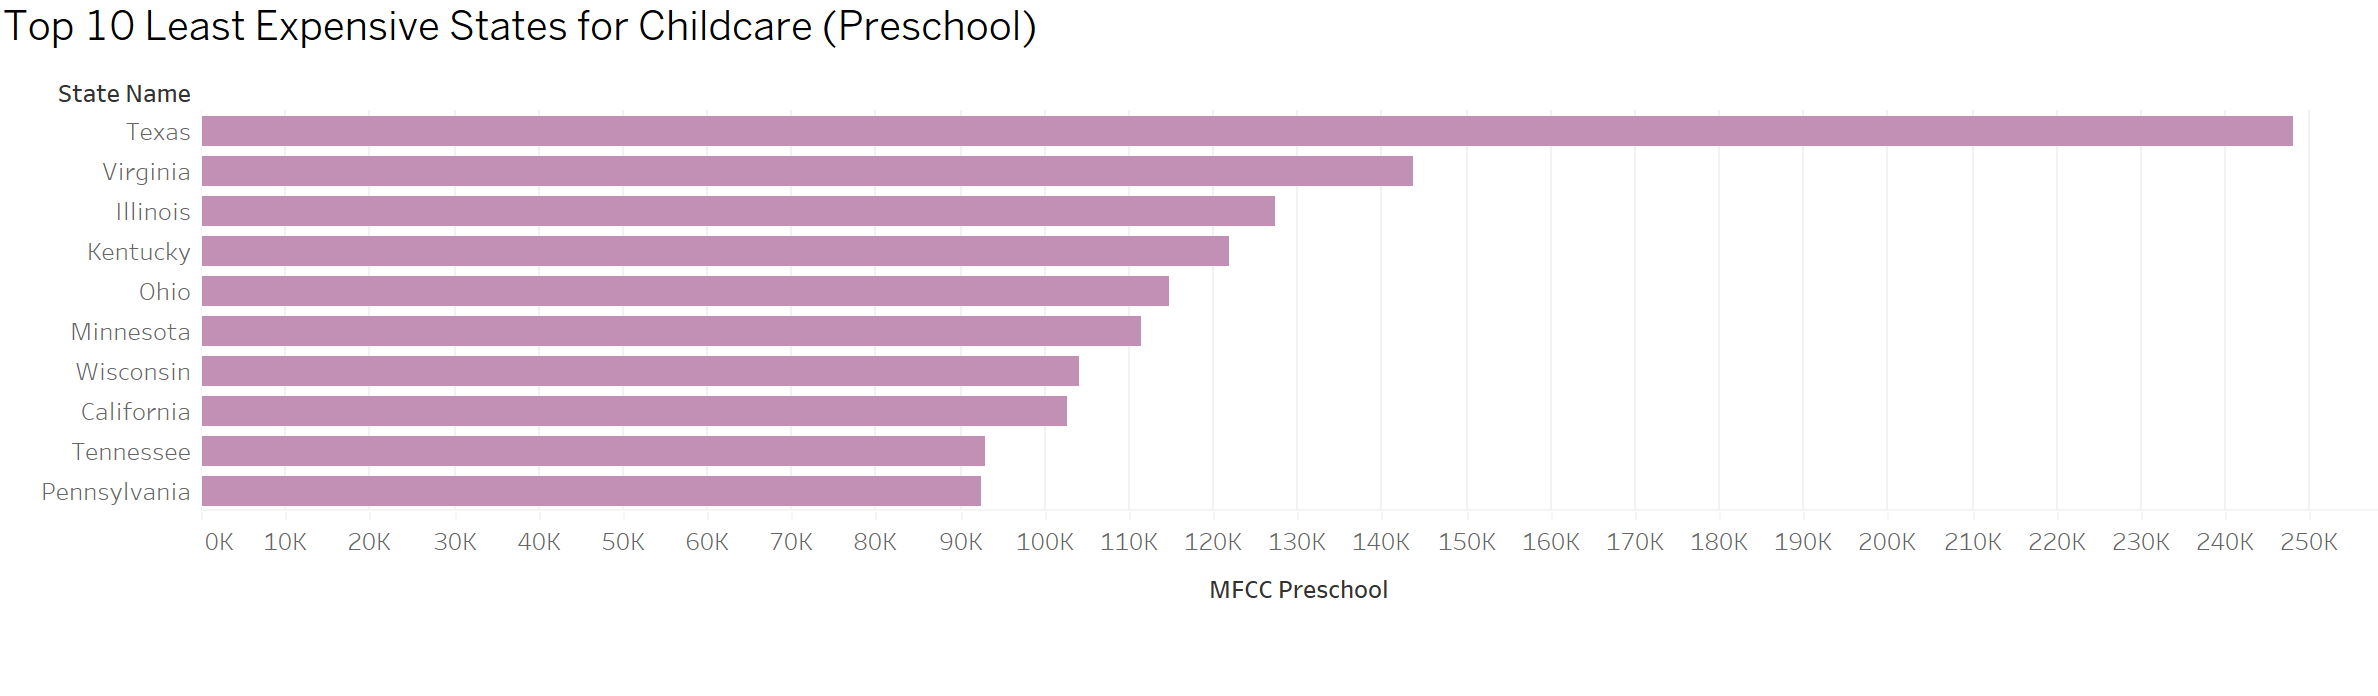 Top 10 Least Expensive States for Childcare (Preschool)
State Name
Texas
Virginia
Illinois
Kentucky
Ohio
Minnesota
Wisconsin
California
Tennessee
Pennsylvania
0K 10K 20K 30K 40K 50K 60K 70K 80K 90K 100K 110K 120K 130K 140K 150K 160K 170K 180K 190K 200K 210K 220K 230K 240K 250K
MFCC Preschool